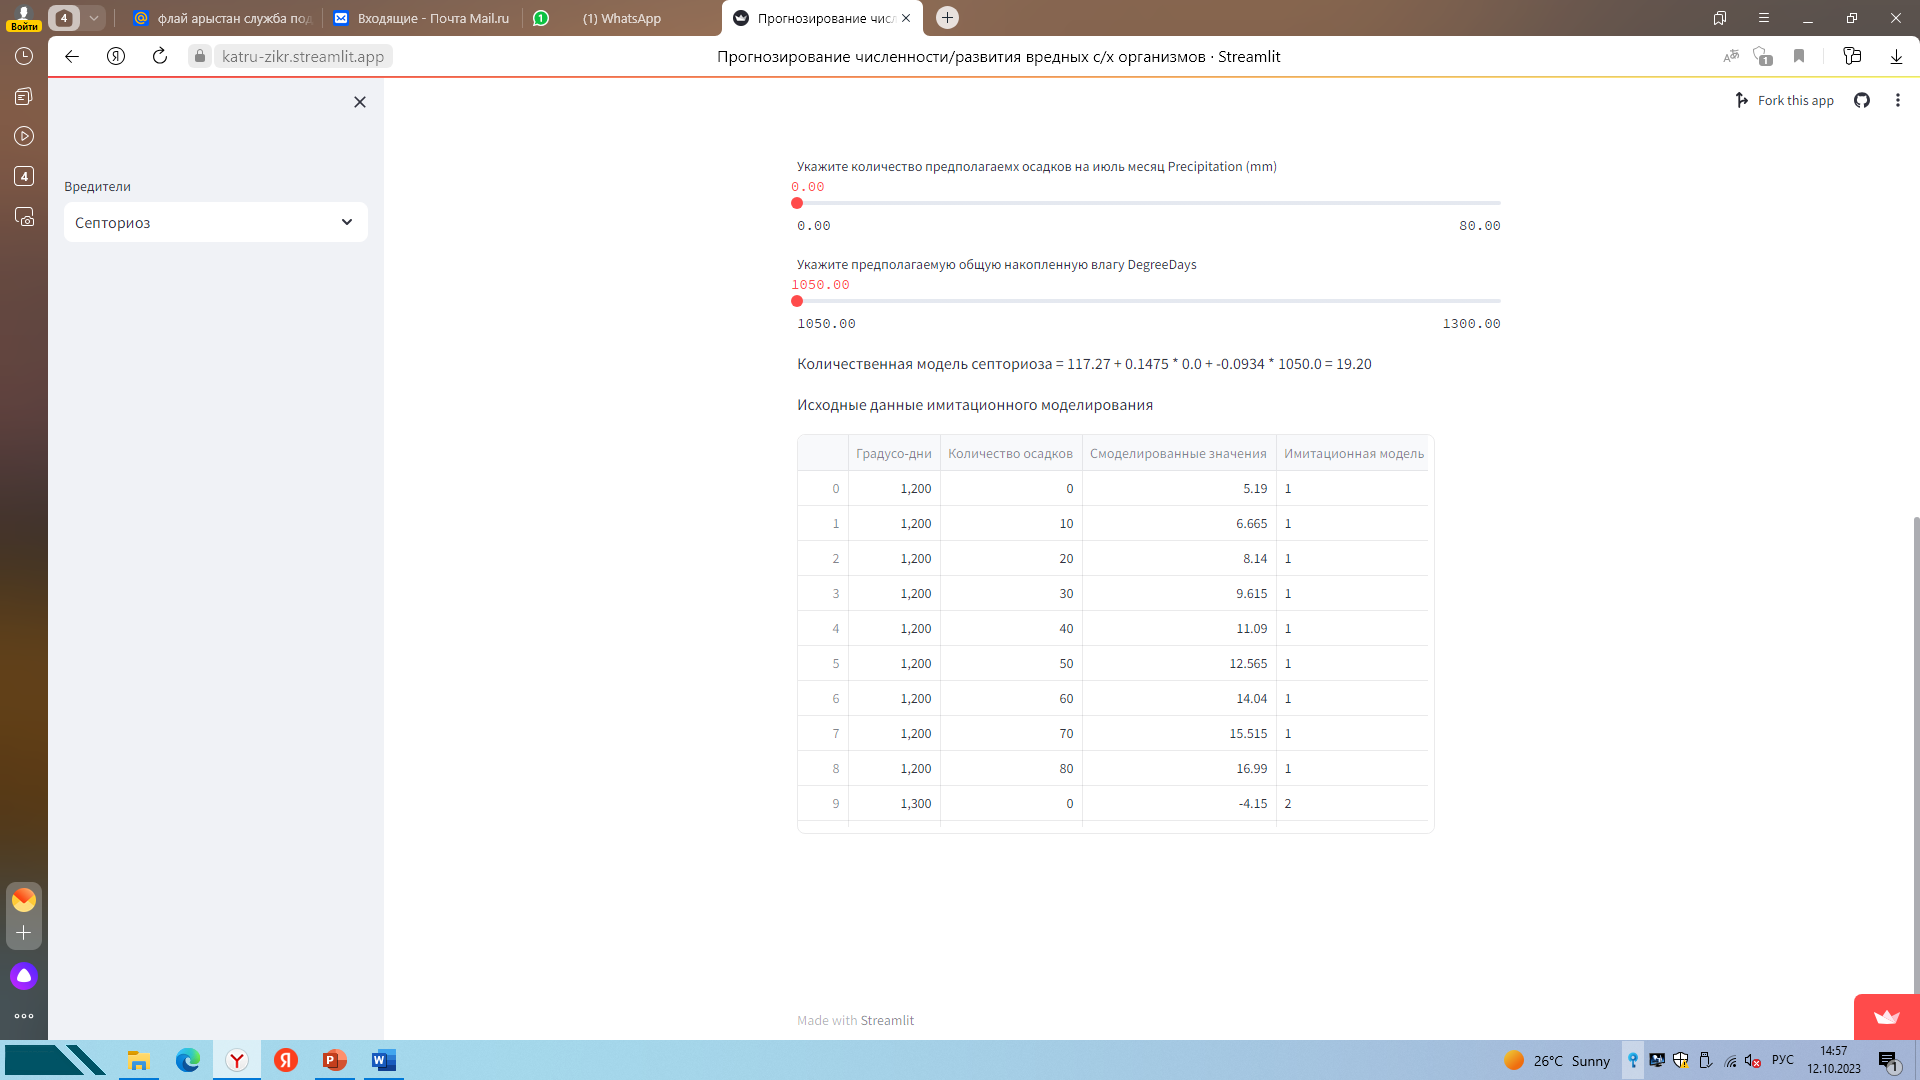 4
флай арыстан служба под
Входящие - Почта Mail.ru
1
(1) WhatsApp
Прогнозирование числ
Войти
katru-zikr.streamlit.app
Прогнозирование численности/развития вредных с/х организмов · Streamlit
1
4
Fork this app
Вредители
Септориоз
Укажите количество предполагаемх осадков на июль месяц Precipitation (mm)
0.00
0.00 80.00
Укажите предполагаемую общую накопленную влагу DegreeDays
1050.00
1050.00 1300.00
Количественная модель септориоза = 117.27 + 0.1475 * 0.0 + -0.0934 * 1050.0 = 19.20
Исходные данные имитационного моделирования
Градусо-дни Количество осадков Смоделированные значения Имитационная модель
0 1,200 0 5.19 1
1 1,200 10 6.665 1
2 1,200 20 8.14 1
3 1,200 30 9.615 1
4 1,200 40 11.09 1
5 1,200 50 12.565 1
6 1,200 60 14.04 1
7 1,200 70 15.515 1
8 1,200 80 16.99 1
9 1,300 0 -4.15 2
Made with Streamlit
26°C Sunny
РУС
14:57
12.10.2023
1